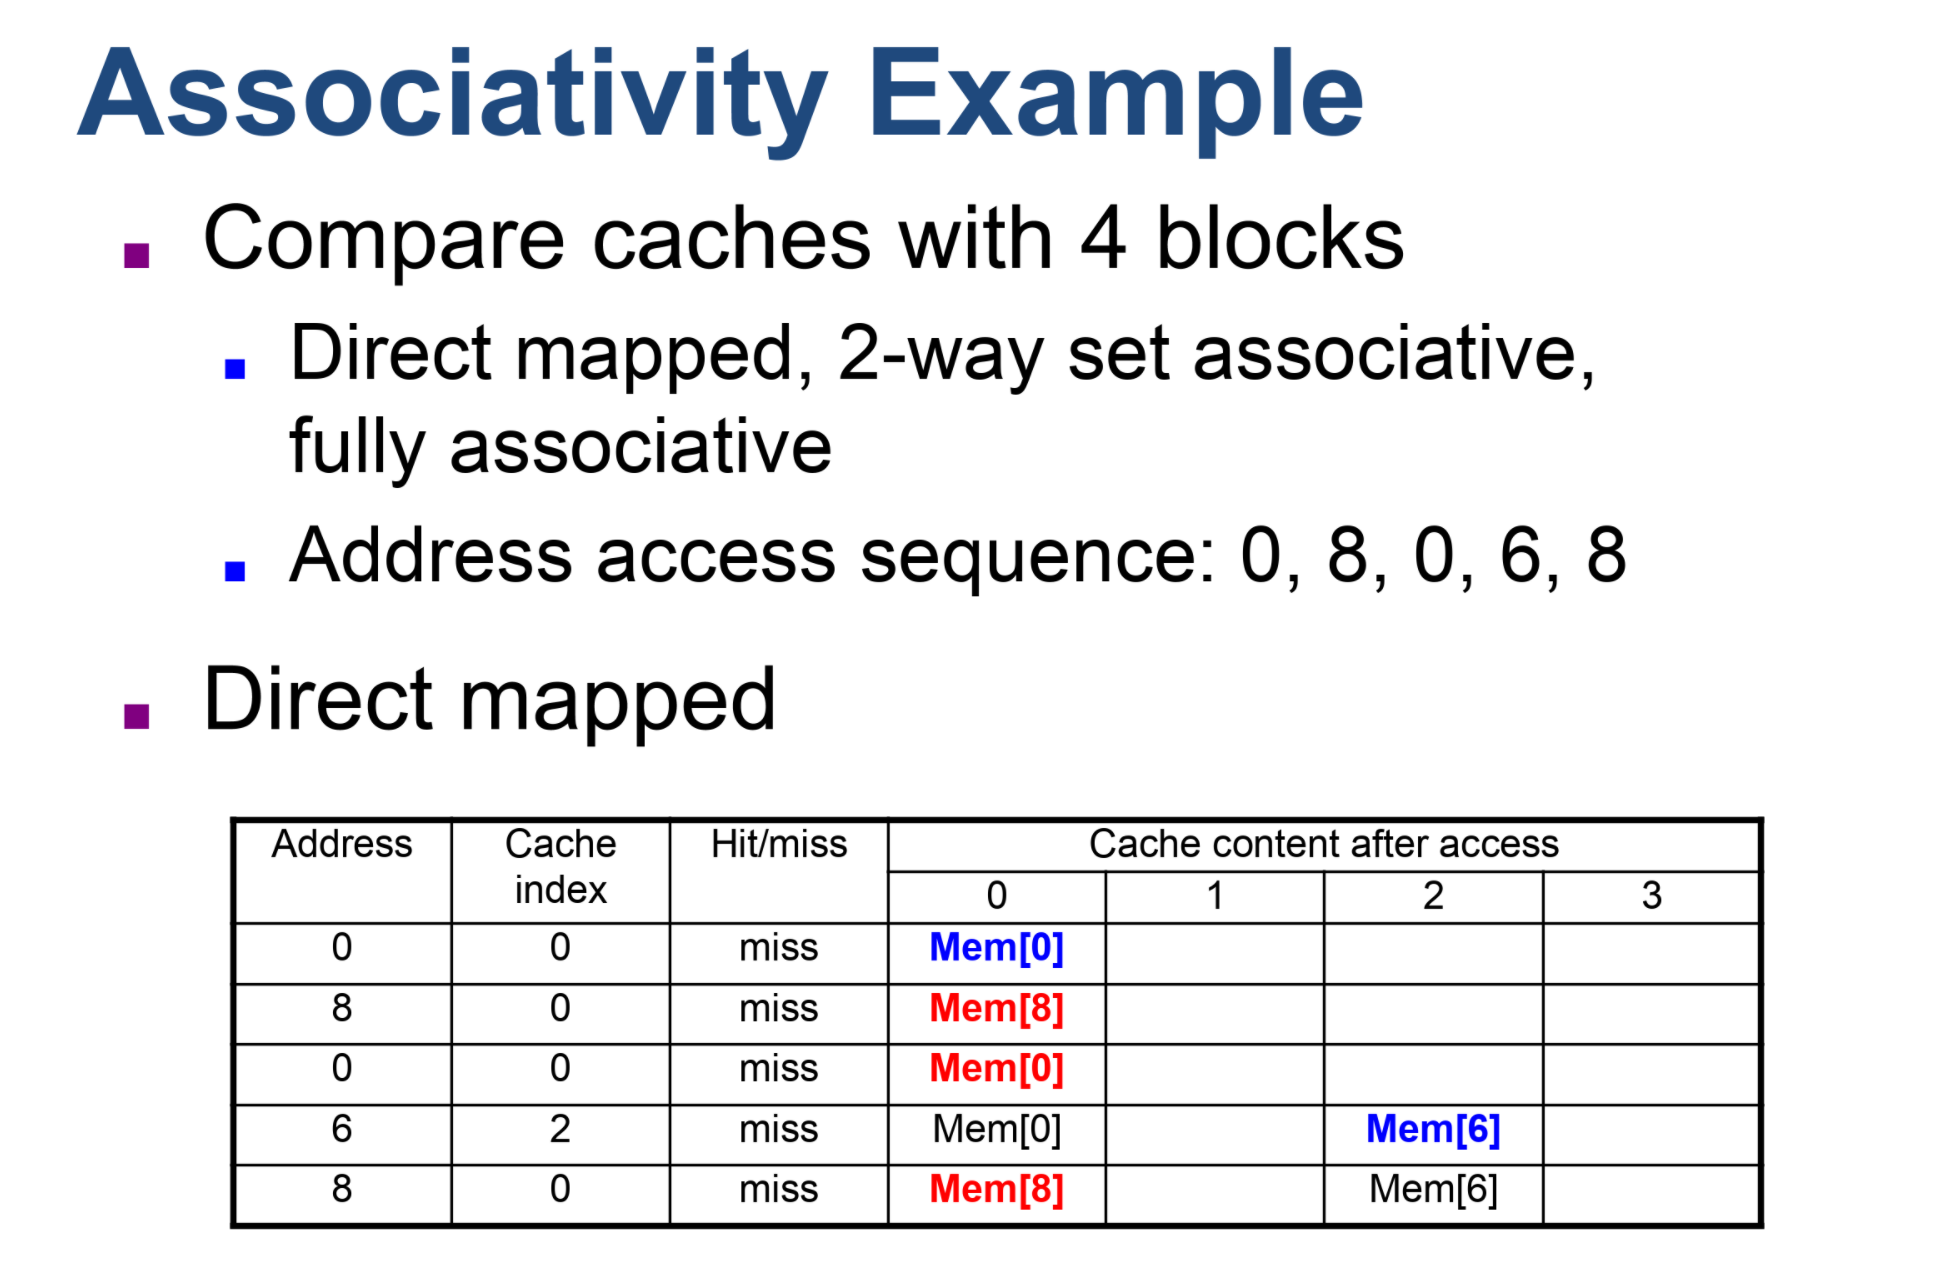 Associativity Example
Compare caches with 4 blocks
Direct mapped, 2-way set associative,
fully associative
Address access sequence: 0, 8, 0, 6, 8
Direct mapped
Address Cache Hit/miss Cache content after access
index 0 1 2 3
0 0 miss Mem[0]
8 0 miss Mem[8]
0 0 miss Mem[0]
6 2 miss Mem[0] Mem[6]
8 0 miss Mem[8] Mem[6]